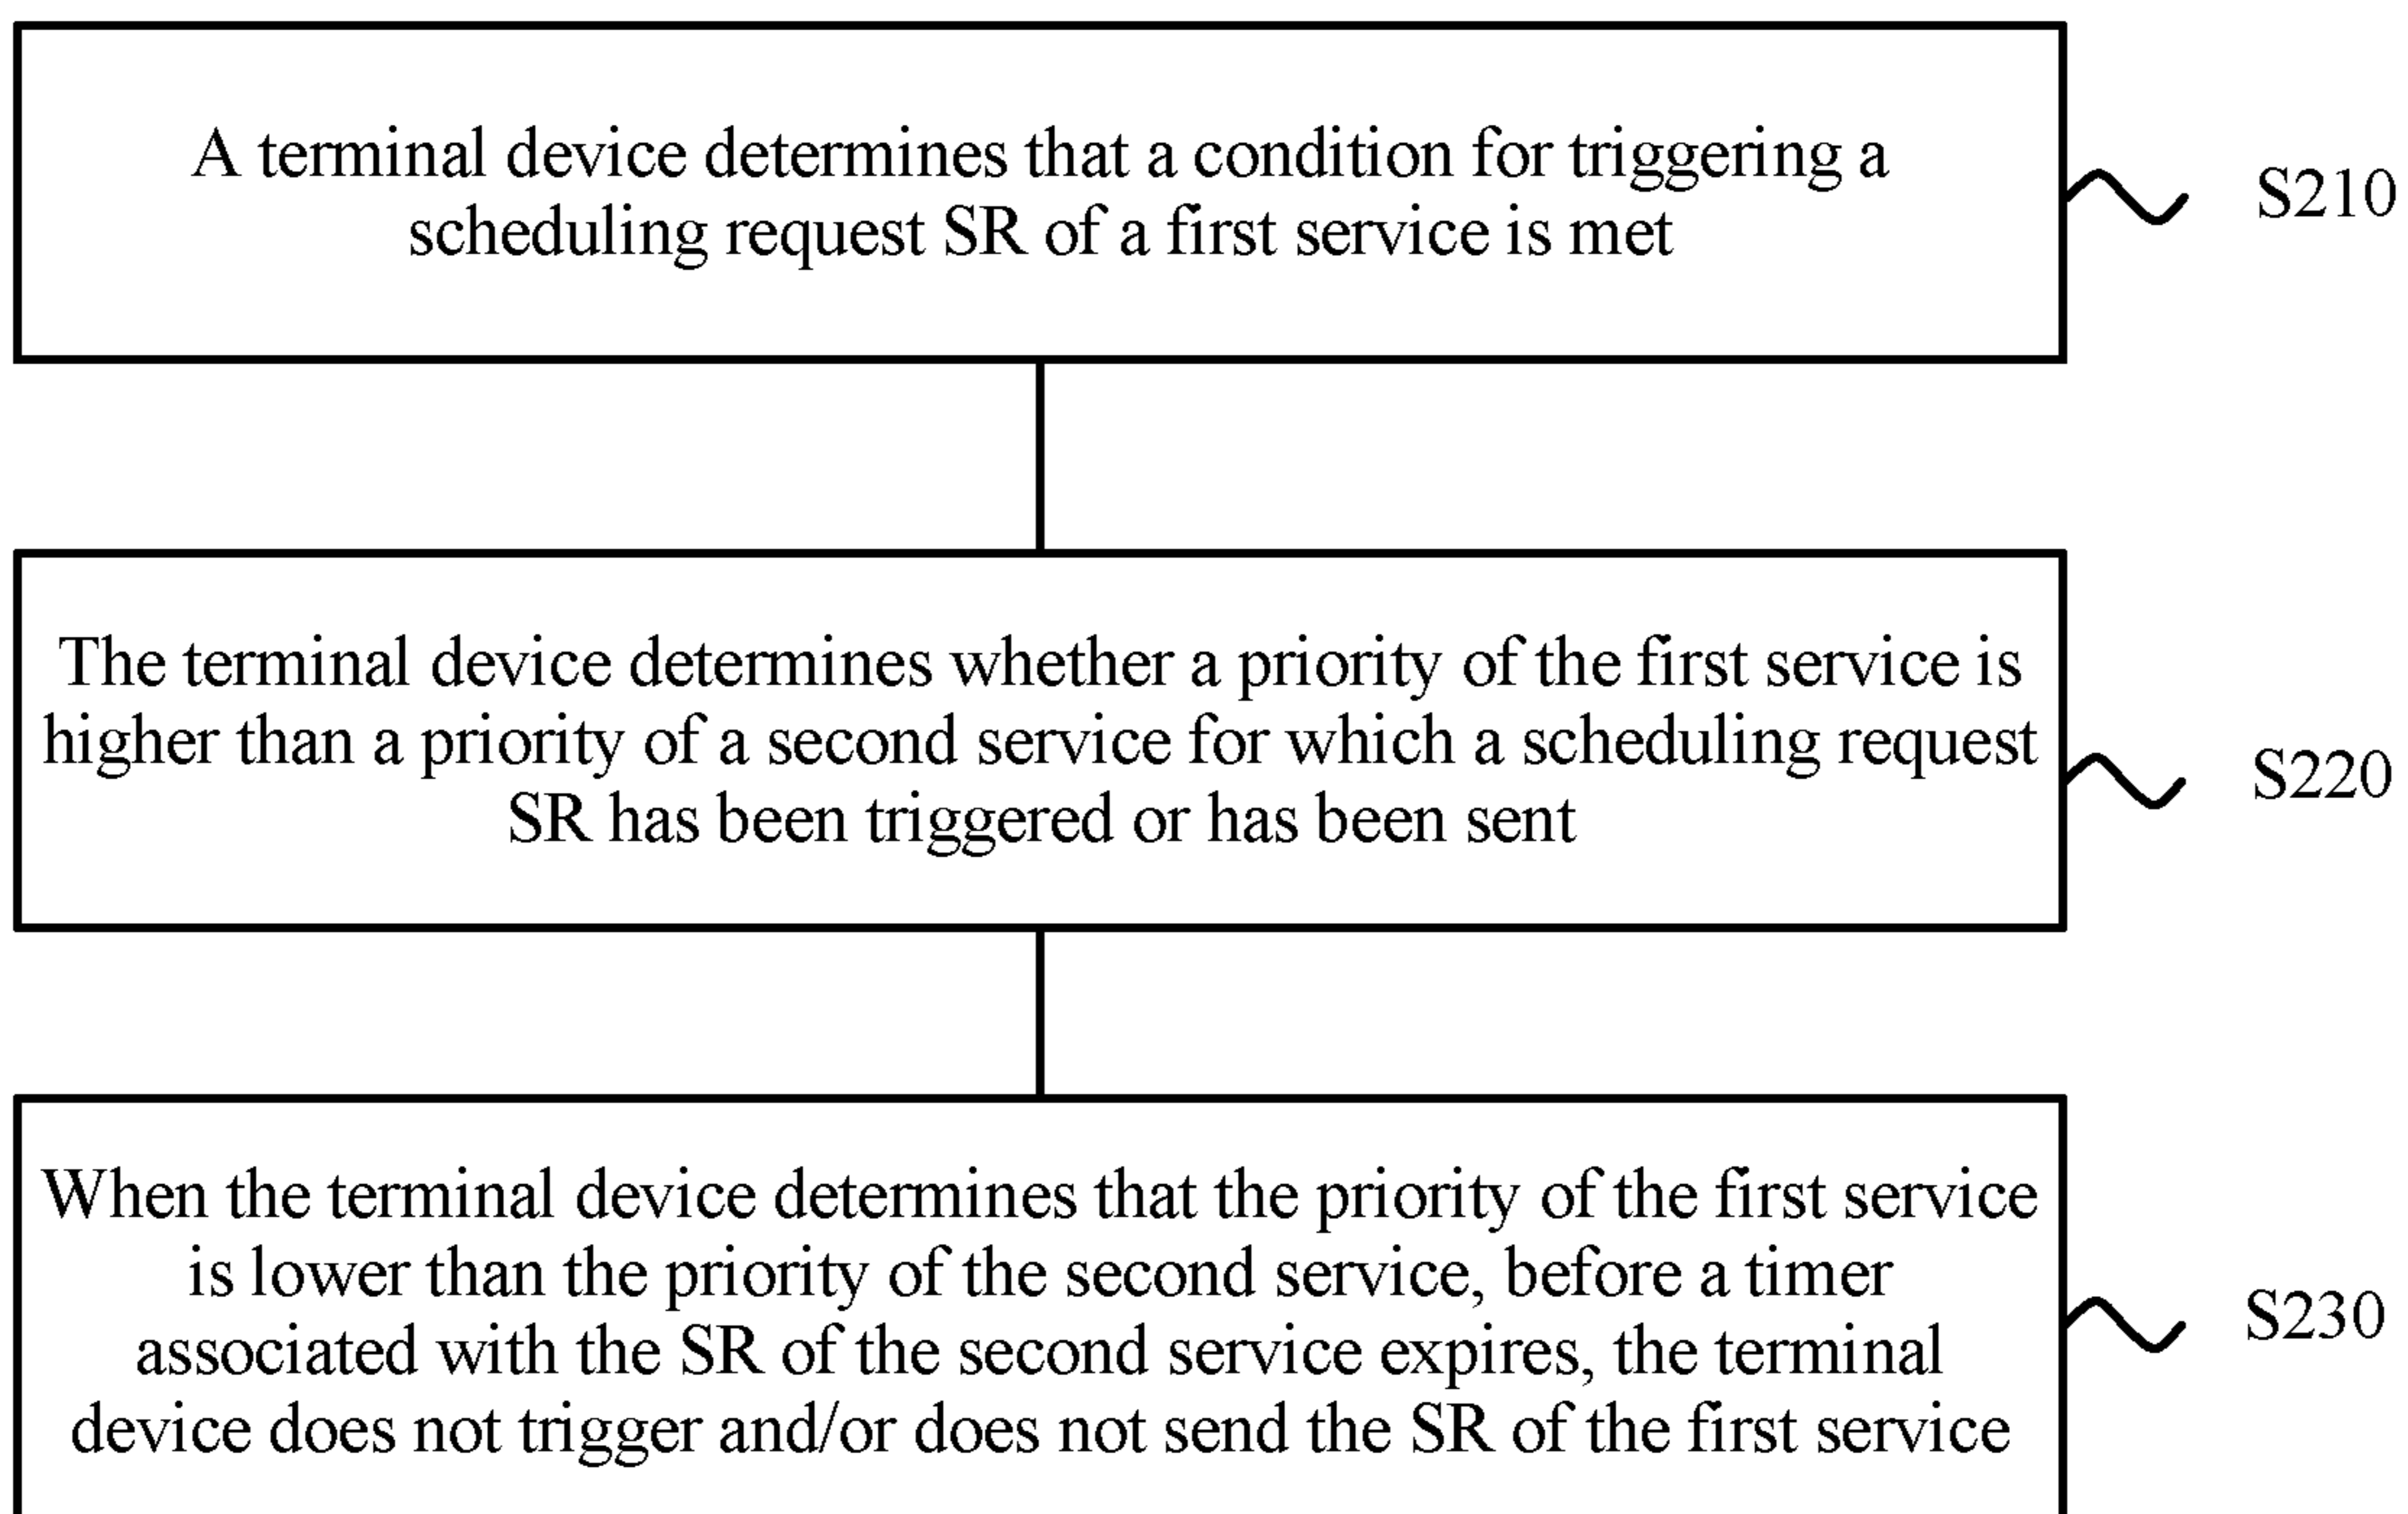 A terminal device determines that a condition for triggering a
scheduling request SR of a first service is met
S210
The terminal device determines whether a priority of the first service is
higher than a priority of a second service for which a scheduling request
SR has been triggered or has been sent
S220
When the terminal device determines that the priority of the first service
is lower than the priority of the second service, before a timer
associated with the SR of the second service expires, the terminal
device does not trigger and/or does not send the SR of the first service
S230